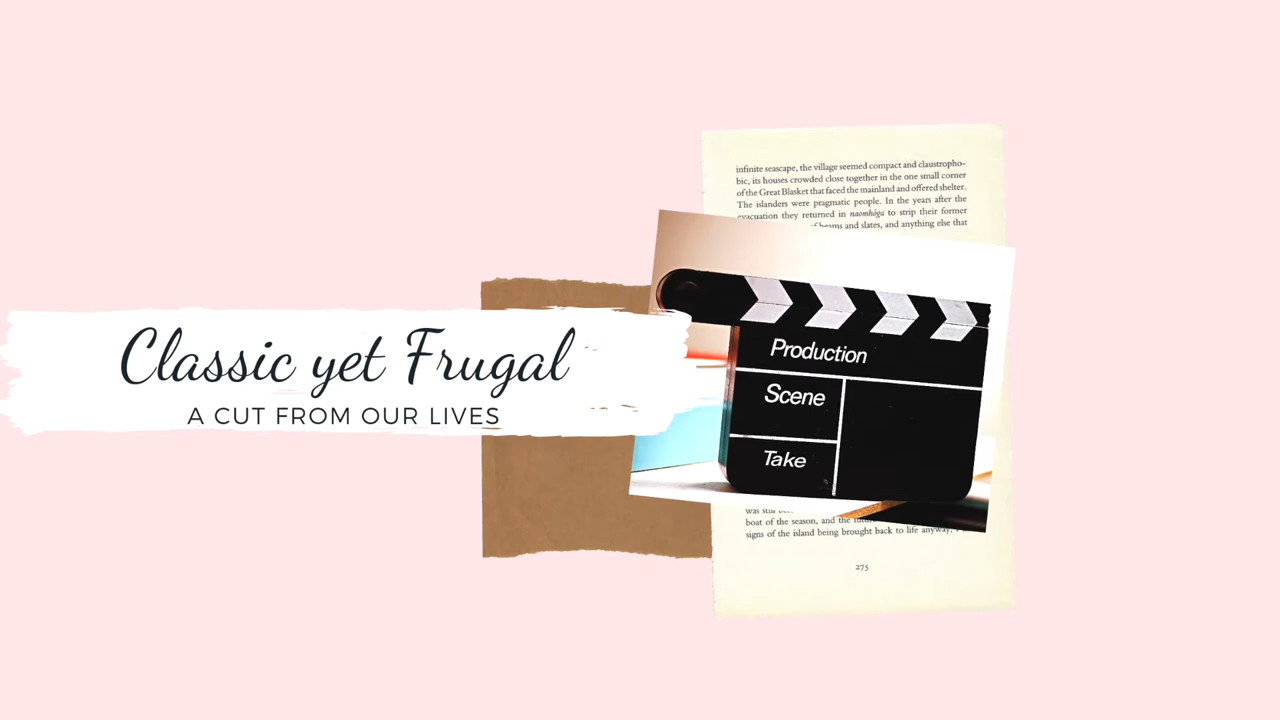 Classic yet Frugal
A CUT FROM OUR LIVES
infinite seascape, the village seemed compact and claustropho-
bic, its houses crowded close together in the one small corner
of the Great Blasket that faced the mainland and offered shelter.
The islanders were pragmatic people. In the years after the
evacuation they returned in naomhóga to strip their former
of beams and slates, and anything else that
Production
Scene
Take
was still
boat of the season, and the
signs of the island being brought back to life anyway,
275